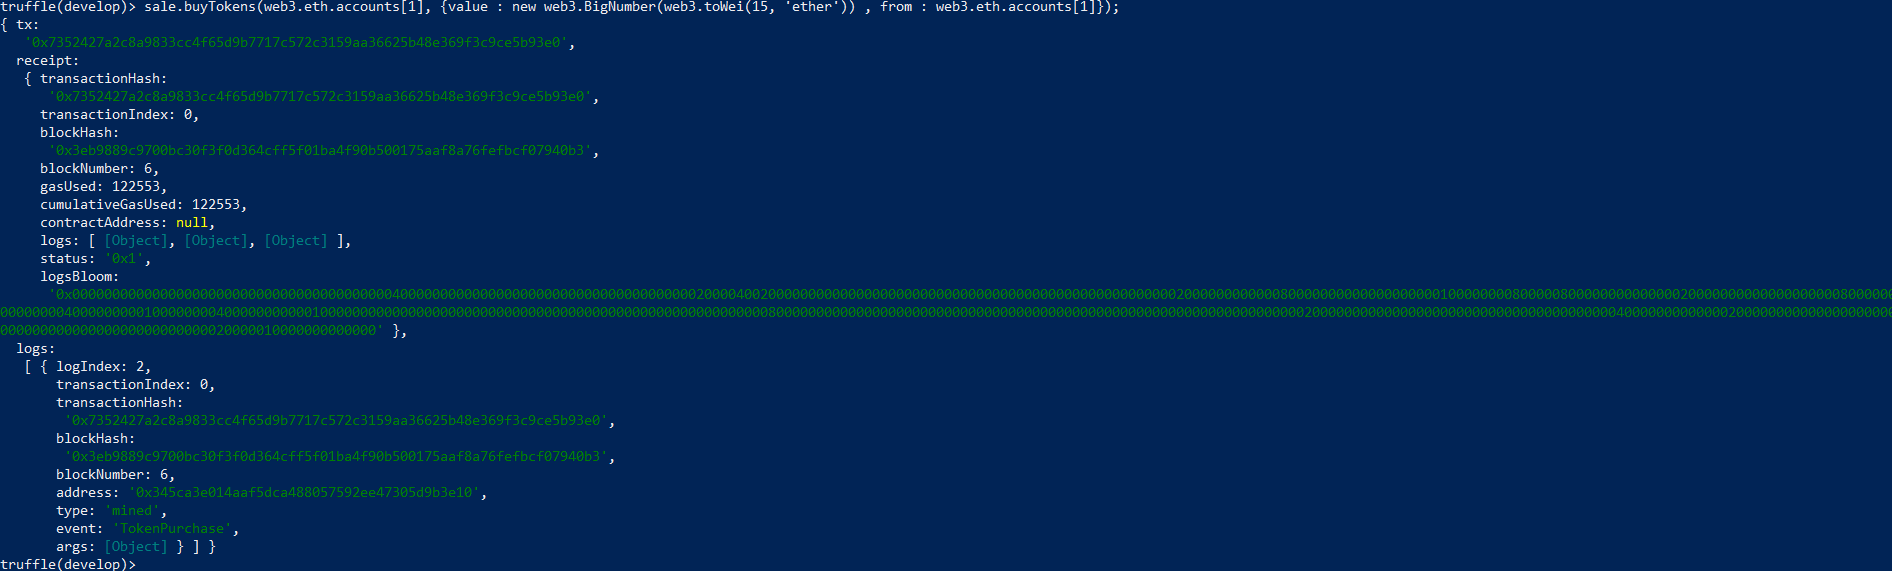 truffle(develop)> sale.buyTokens(web3.eth.accounts[1], {value : new web3.BigNumber(web3.toWei(15, 'ether')) , from : web3.eth.accounts[1]});
{ tx:
'0x7352427a2c8a9833cc4f65d9b7717c572c3159aa36625b48e369f3c9ce5b93e0',
receipt:
{ transactionHash:
'0x7352427a2c8a9833cc4f65d9b7717c572c3159aa36625b48e369f3c9ce5b93e0',
transactionIndex: 0,
blockHash:
'0x3eb9889c9700bc30f3f0d364cff5f01ba4f90b500175aaf8a76fefbcf07940b3',
blockNumber: 6,
gasUsed: 122553,
cumulativeGasUsed: 122553,
contractAddress: null,
logs: [ [Object], [Object], [Object] ],
status: '0x1',
logsBloom:
},
logs:
[ { logIndex: 2,
transactionIndex: 0,
transactionHash:
'0x7352427a2c8a9833cc4f65d9b7717c572c3159aa36625b48e369f3c9ce5b93e0',
blockHash:
'0x3eb9889c9700bc30f3f0d364cff5f01ba4f90b500175aaf8a76fefbcf07940b3',
blockNumber: 6,
address: '0x345ca3e014aaf5dca488057592ee47305d9b3e10',
type: 'mined',
event: 'TokenPurchase',
args: [Object] } ] }
truffle(develop)>